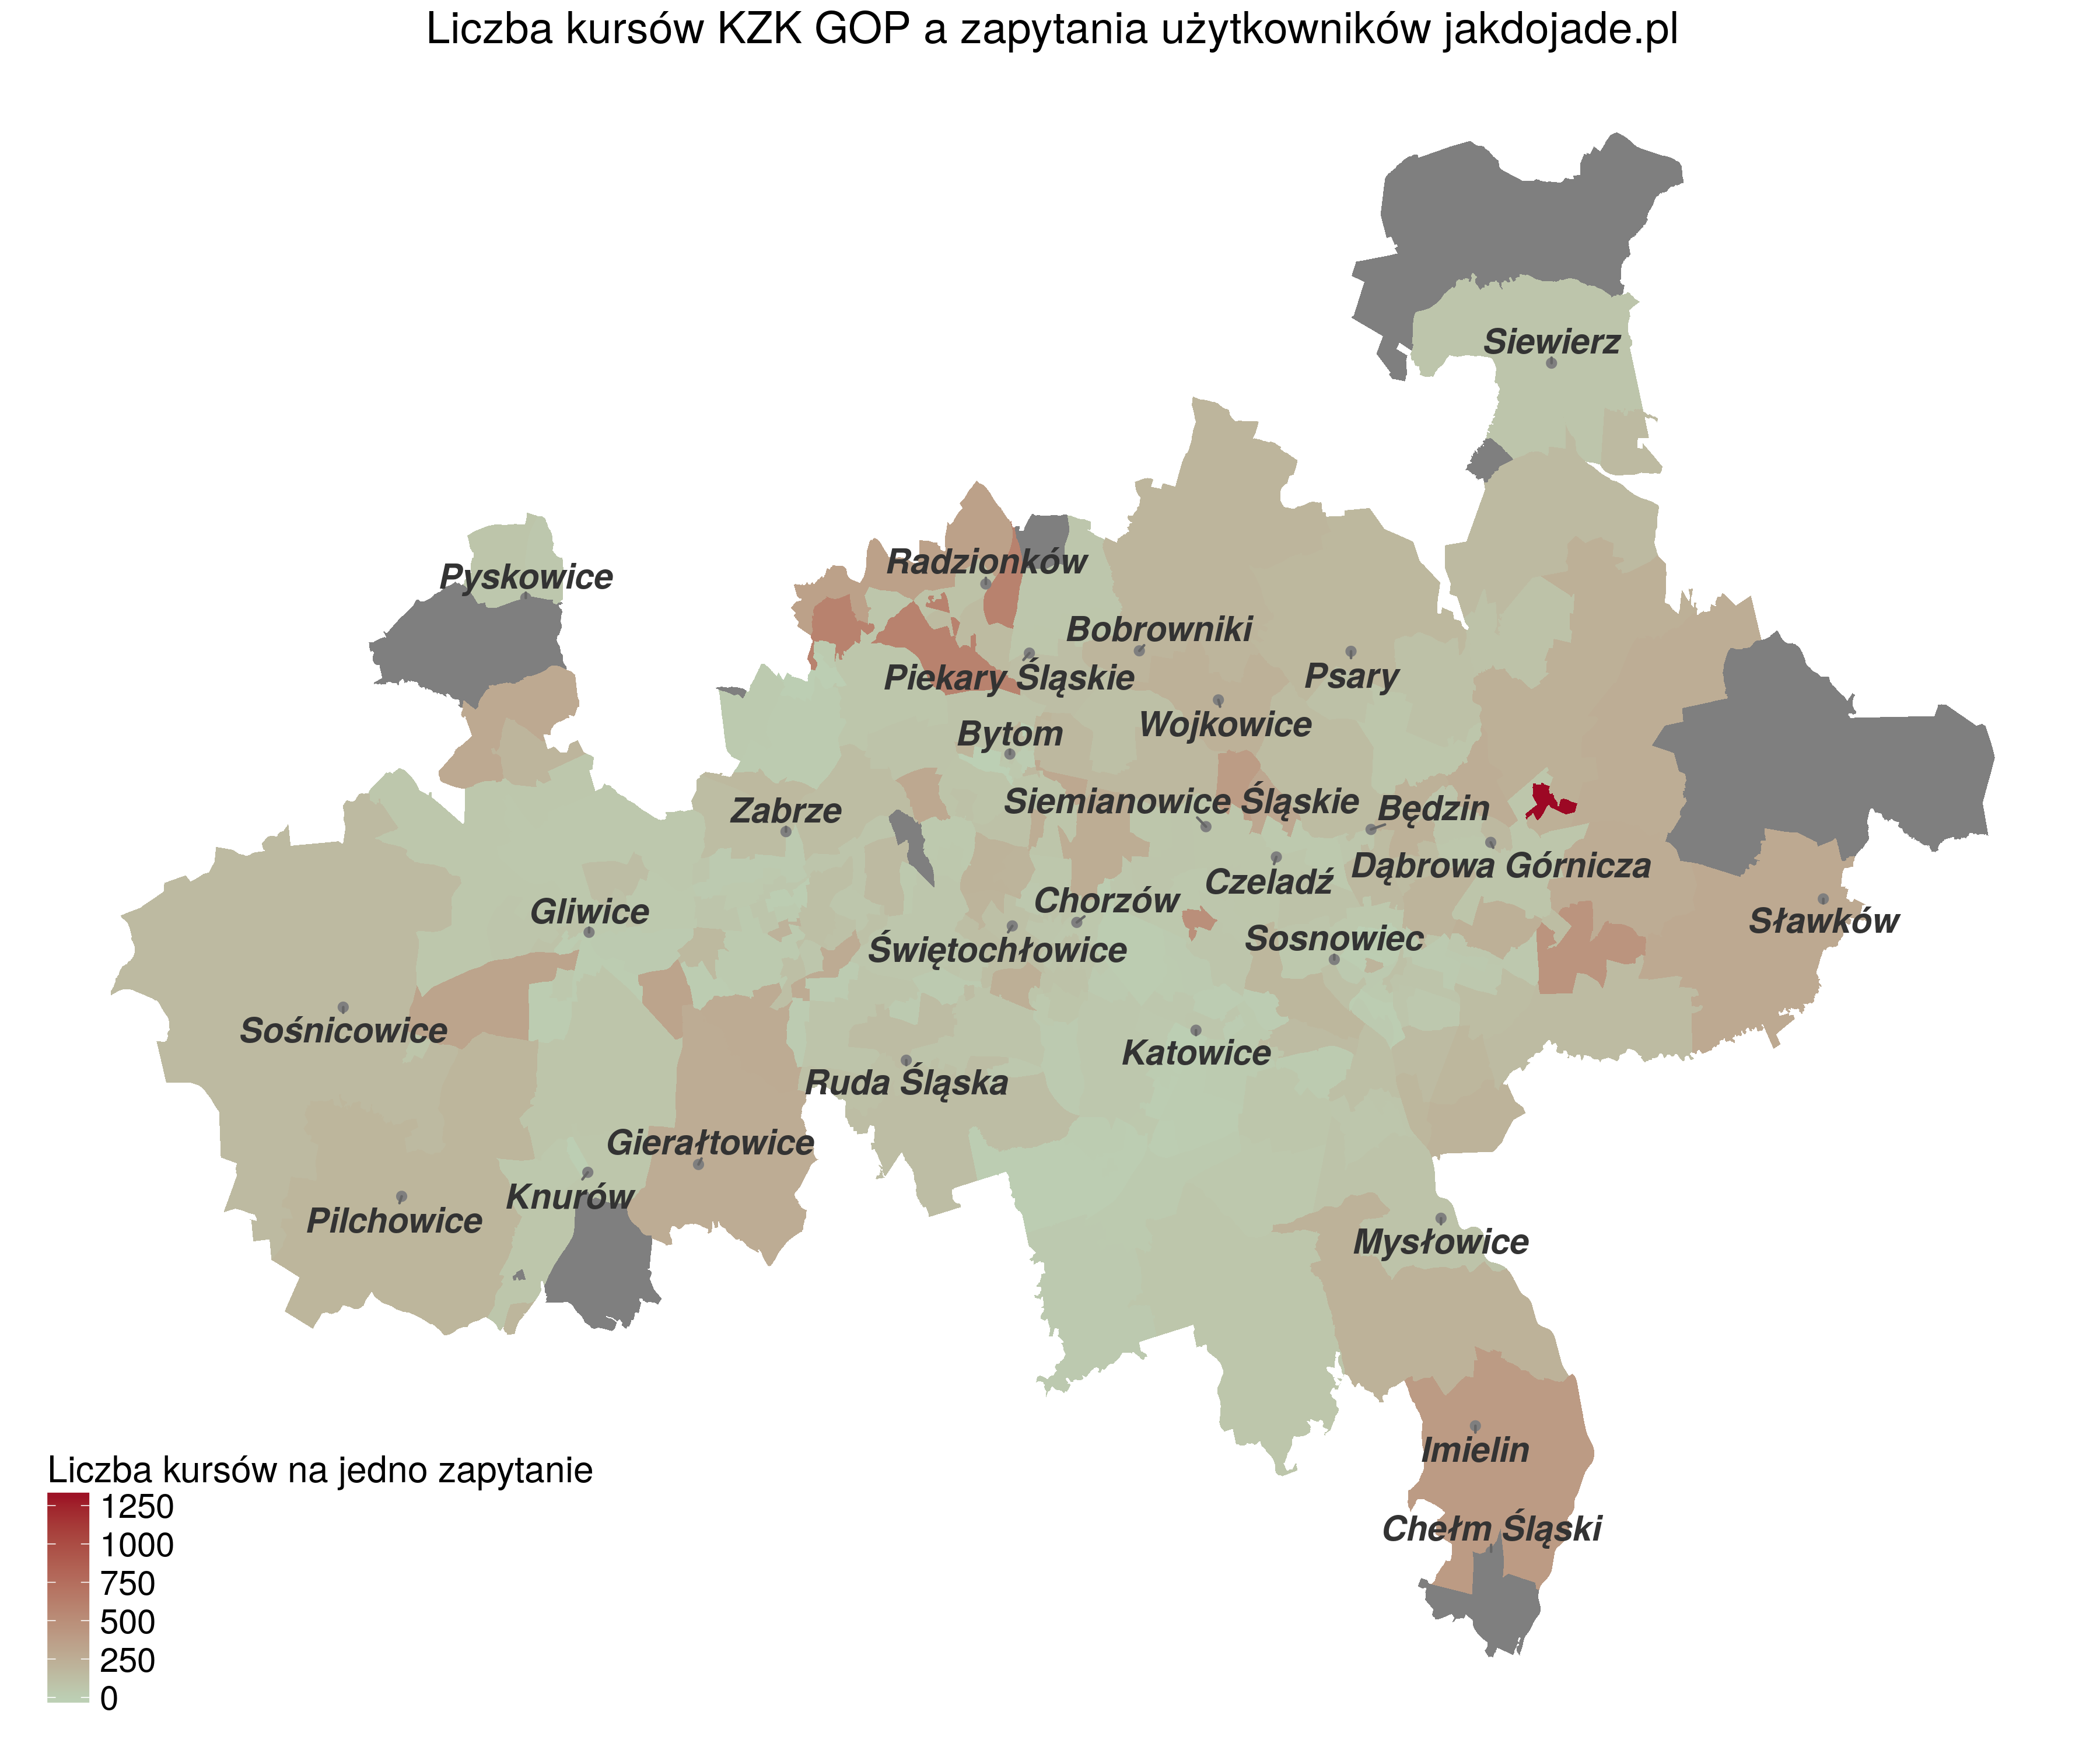 Liczba kursów KZK GOP a zapytania użytkowników jakdojade.pl
Siewierz
Radzionków
Pyskowice
Bobrowniki
Piekary Śląskie
Psary
Wojkowice
Bytom
Siemianowice Śląskie
Będzin
Zabrze
Dąbrowa Górnicza
Czeladź
Chorzów
Gliwice
Sławków
Świętochłowice
Sosnowiec
Sośnicowice
Katowice
Ruda Śląska
Gierałtowice
Knurów
Pilchowice
Mysłowice
Imielin
Chełm Śląski
Liczba kursów na jedno zapytanie
1250
1000
750
500
250
0